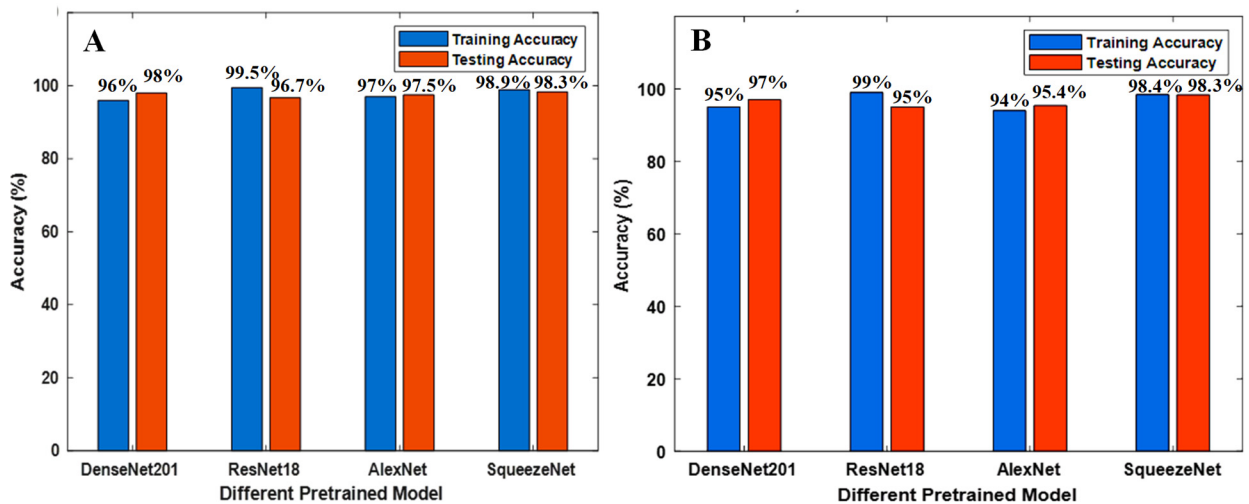 A
Training Accuracy
Testing Accuracy
96% 98% 99.5% 96.7% 97% 97.5% 98.9% 98.3%
100
80
60
40
20
0
Accuracy (%)
DenseNet201 ResNet18 AlexNet SqueezeNet
Different Pretrained Model
B
Training Accuracy
Testing Accuracy
95% 97% 99% 95% 94% 95.4% 98.4% 98.3%
100
80
60
40
20
0
Accuracy (%)
DenseNet201 ResNet18 AlexNet SqueezeNet
Different Pretrained Model